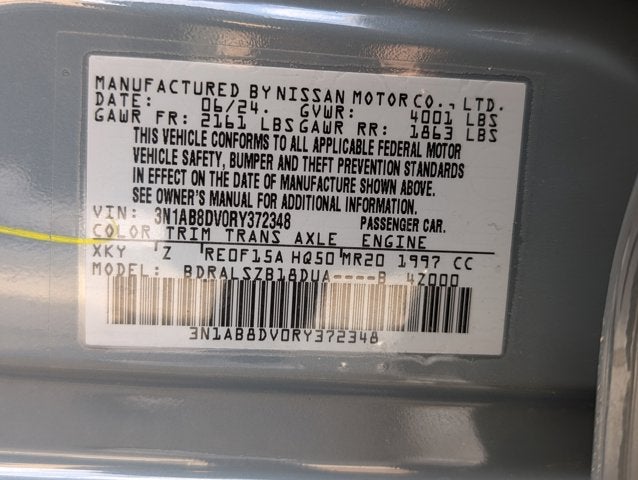 MANUFACTURED BY NISSAN MOTOR CO., LTD.
DATE: 06/24. GVWR: 4001 LBS
GAWR FR: 2161 LBS GAWR RR: 1863 LBS
THIS VEHICLE CONFORMS TO ALL APPLICABLE FEDERAL MOTOR
VEHICLE SAFETY, BUMPER AND THEFT PREVENTION STANDARDS
IN EFFECT ON THE DATE OF MANUFACTURE SHOWN ABOVE.
SEE OWNER'S MANUAL FOR ADDITIONAL INFORMATION.
VIN: 3N1AB8DV0RY372348 PASSENGER CAR.
COLOR TRIM TRANS AXLE ENGINE
XKY Z RE0F15A HQ50 MR20 1997 CC
MODEL: BDRALSZB18DUA----B 4Z000
3N1AB8DV0RY372348